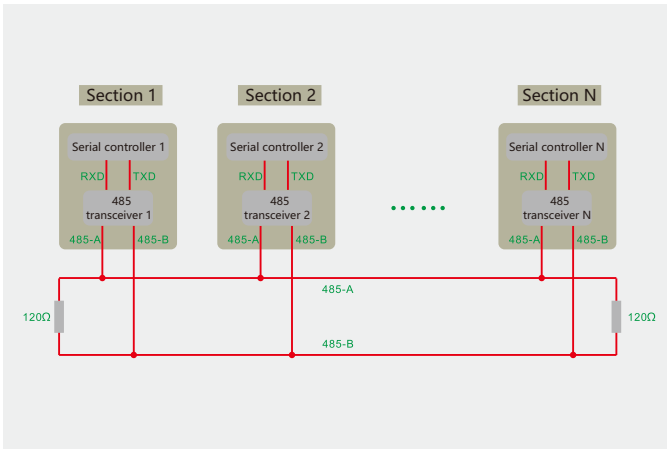 Section 1
Section 2
Section N
Serial controller 1
Serial controller 2
Serial controller N
RXD
TXD
RXD
TXD
RXD
TXD
485
transceiver 1
485
transceiver 2
485
transceiver N
......
485-A
485-B
485-A
485-B
485-A
485-B
485-A
120Ω
120Ω
485-B